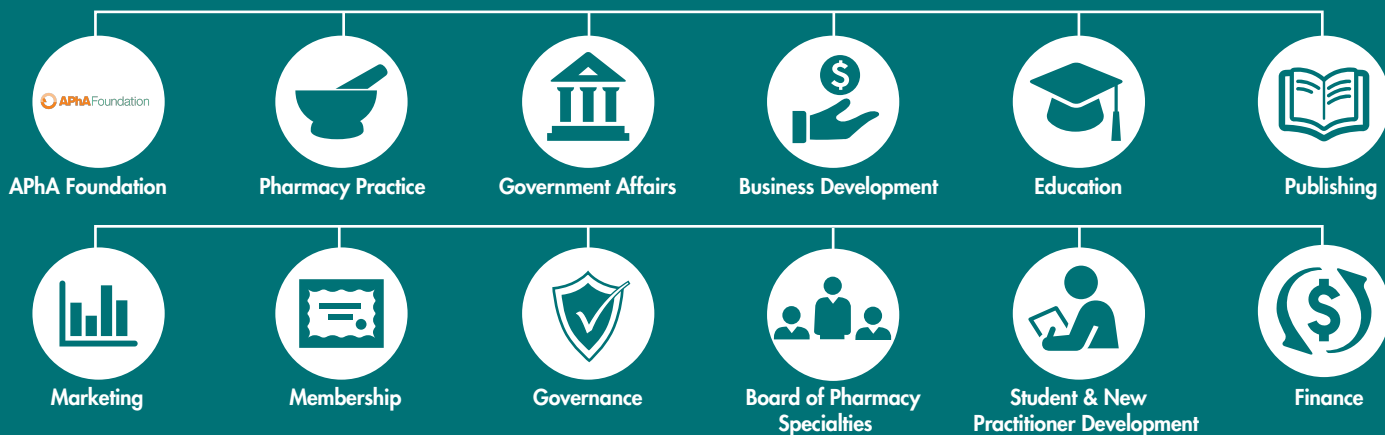 APhA Foundation
APhA Foundation
Pharmacy Practice
Government Affairs
Business Development
Education
Publishing
Marketing
Membership
Governance
Board of Pharmacy
Specialties
Student & New
Practitioner Development
Finance